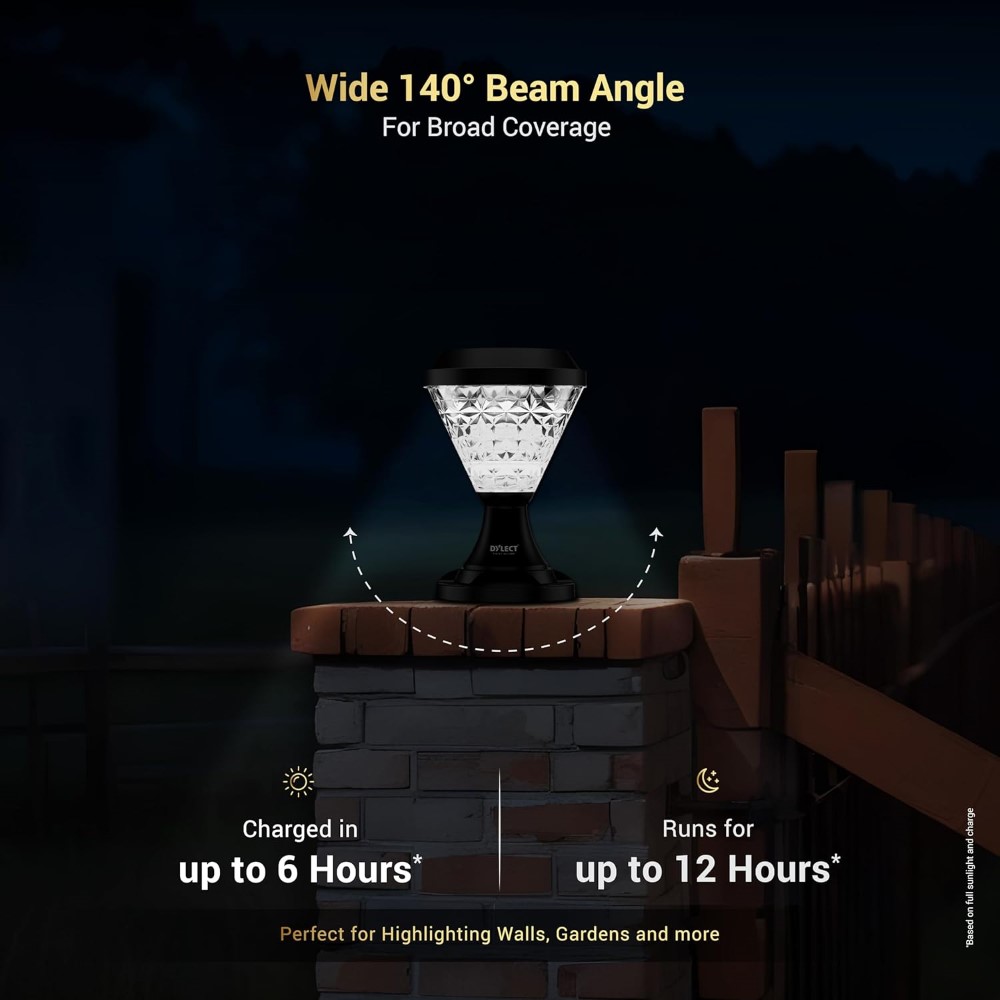 Wide 140° Beam Angle
For Broad Coverage
DYLECT
Charged in
up to 6 Hours*
Runs for
up to 12 Hours*
Perfect for Highlighting Walls, Gardens and more
*Based on full sunlight and charge